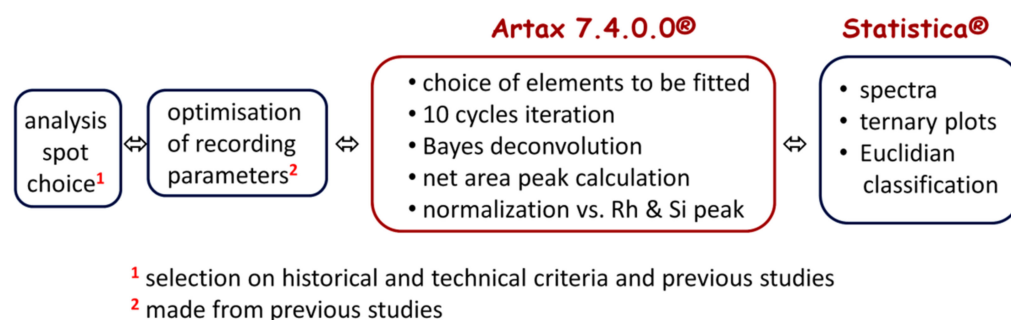 Artax 7.4.0.0®
Statistica®
analysis
spot
choice1
⇔
optimisation
of recording
parameters2
⇔
• choice of elements to be fitted
• 10 cycles iteration
• Bayes deconvolution
• net area peak calculation
• normalization vs. Rh & Si peak
⇔
• spectra
• ternary plots
• Euclidian
classification
1 selection on historical and technical criteria and previous studies
2 made from previous studies